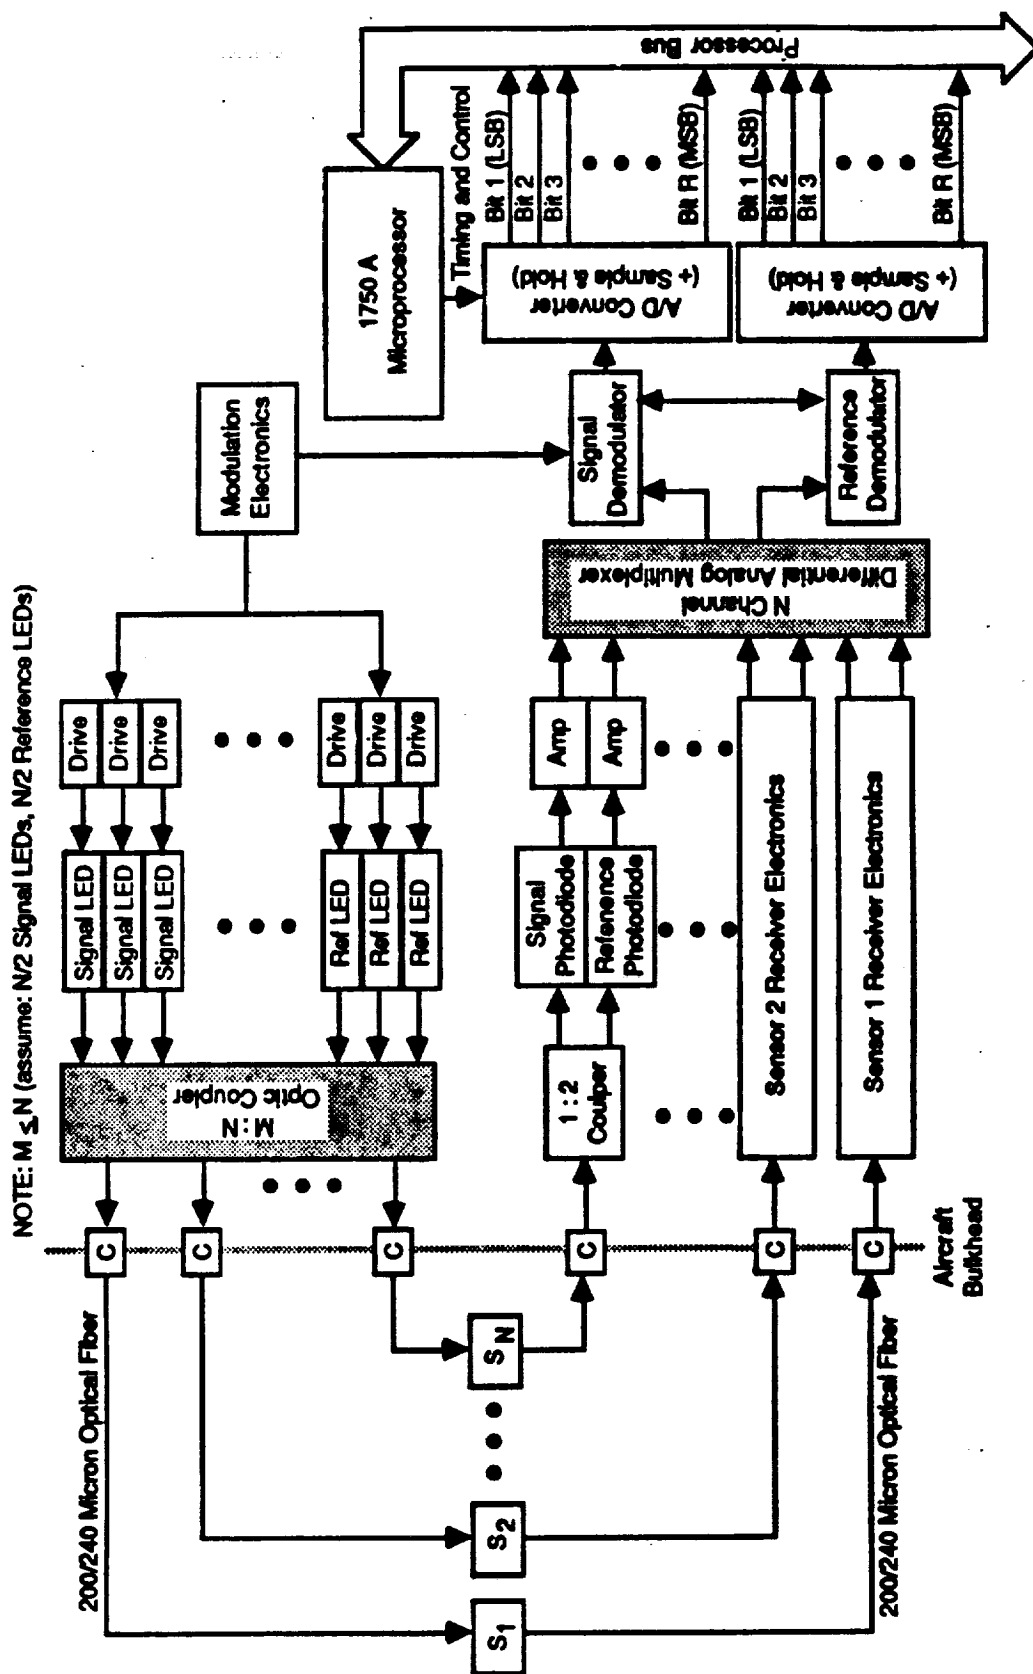 NOTE: M ≤ N (assume: N/2 Signal LEDs, N/2 Reference LEDs)
200/240 Micron Optical Fiber
C
C
C
M:N
Optic Coupler
Signal LED
Signal LED
Signal LED
Ref LED
Ref LED
Ref LED
Drive
Drive
Drive
Drive
Drive
Drive
Modulation
Electronics
1750 A
Microprocessor
Timing and Control
Processor
Bus
S1
S2
SN
C
C
C
Aircraft
Bulkhead
200/240 Micron Optical Fiber
1 : 2
Coulper
Signal
Photodiode
Reference
Photodiode
Amp
Amp
Sensor 2 Receiver Electronics
Sensor 1 Receiver Electronics
N Channel
Differential Analog Multiplexer
Signal
Demodulator
Reference
Demodulator
A/D Converter
(+ Sample & Hold)
A/D Converter
(+ Sample & Hold)
Bit 1 (LSB)
Bit 2
Bit 3
Bit R (MSB)
Bit 1 (LSB)
Bit 2
Bit 3
Bit R (MSB)